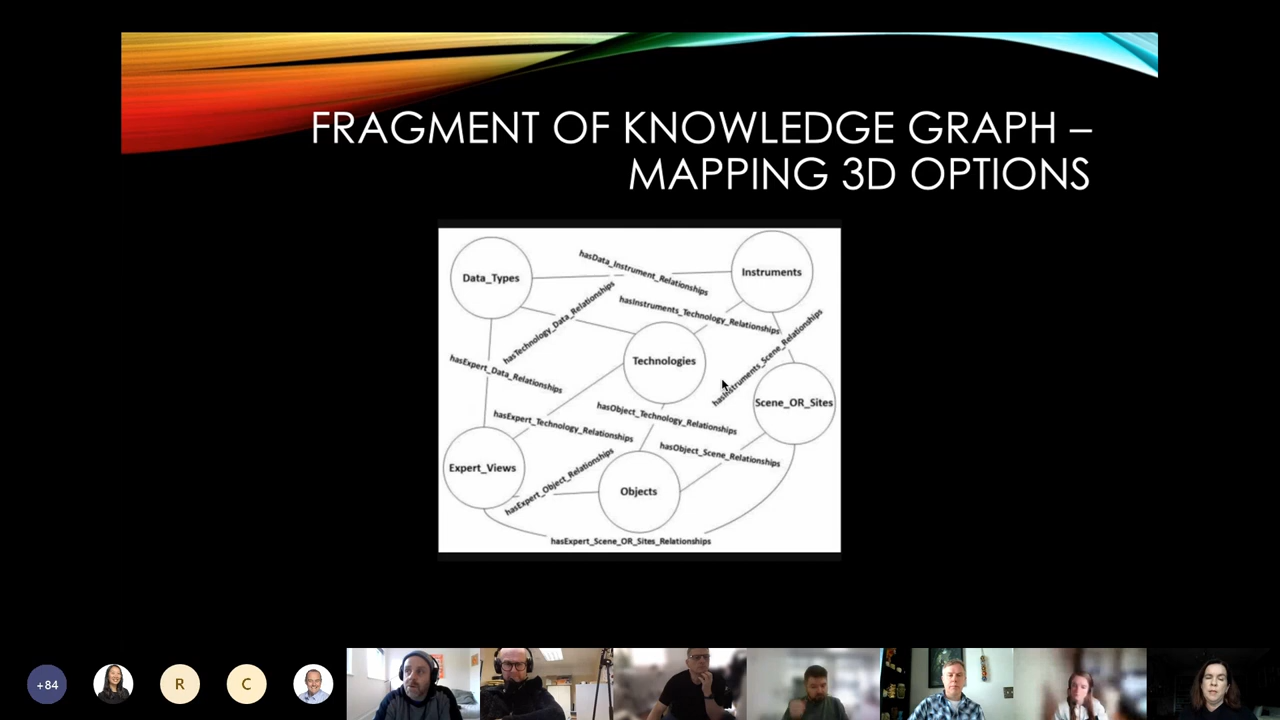 FRAGMENT OF KNOWLEDGE GRAPH –
MAPPING 3D OPTIONS
Data_Types
hasData_Instrument_Relationships
Instruments
hasTechnology_Data_Relationships
hasInstruments_Technology_Relationships
hasInstruments_Scene_Relationships
Technologies
hasExpert_Data_Relationships
Scene_OR_Sites
hasExpert_Technology_Relationships
hasObject_Technology_Relationships
hasObject_Scene_Relationships
Expert_Views
hasExpert_Object_Relationships
Objects
hasExpert_Scene_OR_Sites_Relationships
+84
R
C